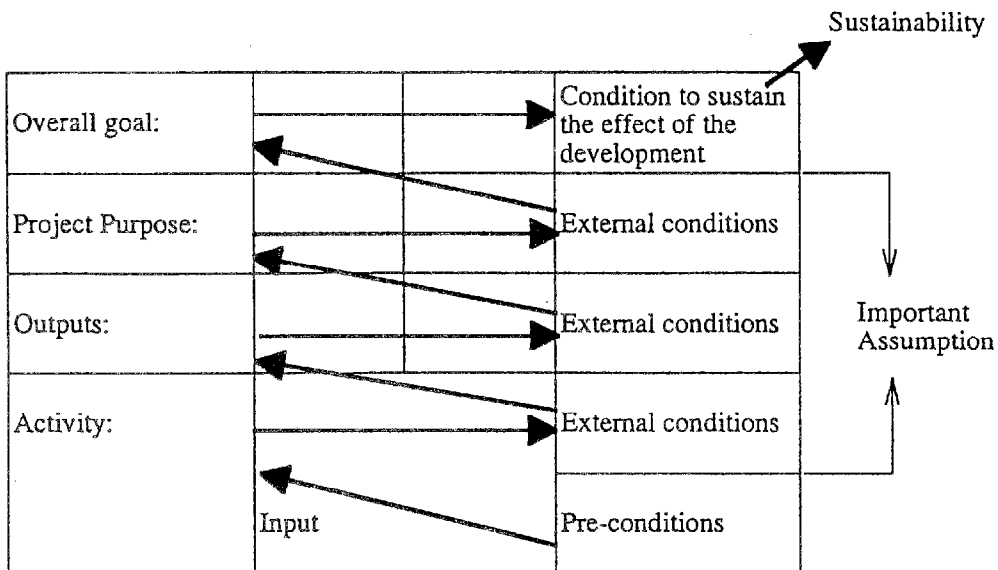 Sustainability
Overall goal:
Condition to sustain
the effect of the
development
Project Purpose:
External conditions
Outputs:
External conditions
Important
Assumption
Activity:
External conditions
Input
Pre-conditions